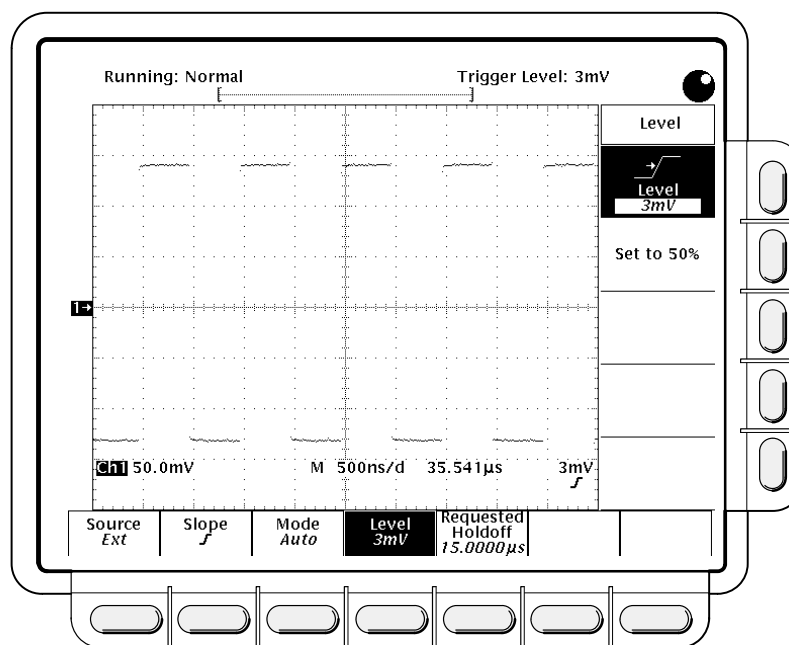 Running: Normal
Trigger Level: 3mV
Level
Level
3mV
Set to 50%
1→
Ch1 50.0mV M 500ns/d 35.541µs 3mV
Source
Ext
Slope
Mode
Auto
Level
3mV
Requested
Holdoff
15.0000µs